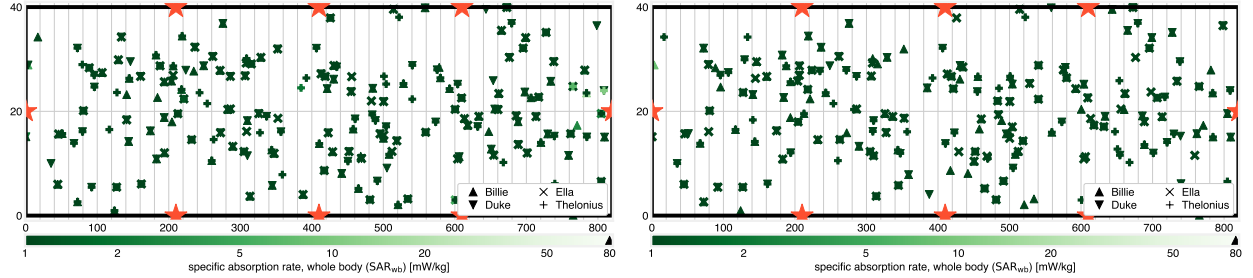 40
20
0
0 100 200 300 400 500 600 700 800
Billie Ella
Duke Thelonius
1 2 5 10 20 50 80
specific absorption rate, whole body (SARwb) [mW/kg]
40
20
0
0 100 200 300 400 500 600 700 800
Billie Ella
Duke Thelonius
1 2 5 10 20 50 80
specific absorption rate, whole body (SARwb) [mW/kg]